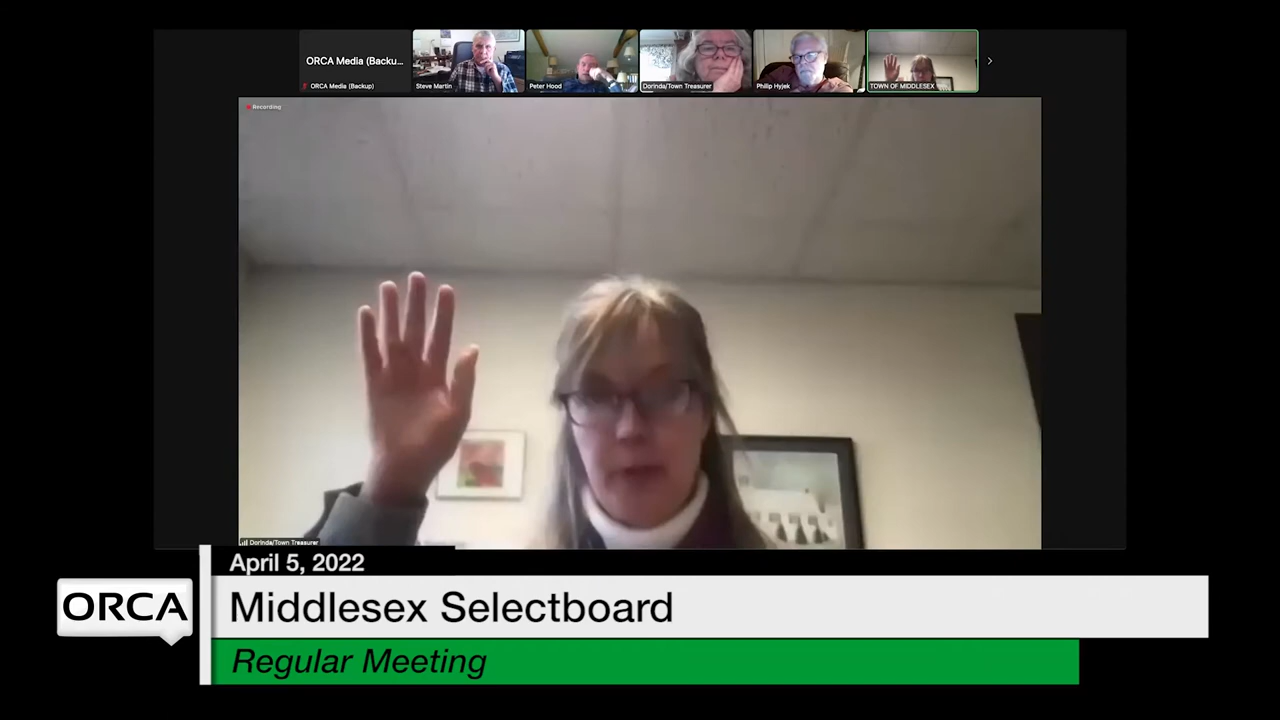 ORCA Media (Backu...
ORCA Media (Backup)
Steve Martin
Peter Hood
Dorinda/Town Treasurer
Philip Hyjek
TOWN OF MIDDLESEX
Recording
Dorinda/Town Treasurer
April 5, 2022
ORCA
Middlesex Selectboard
Regular Meeting